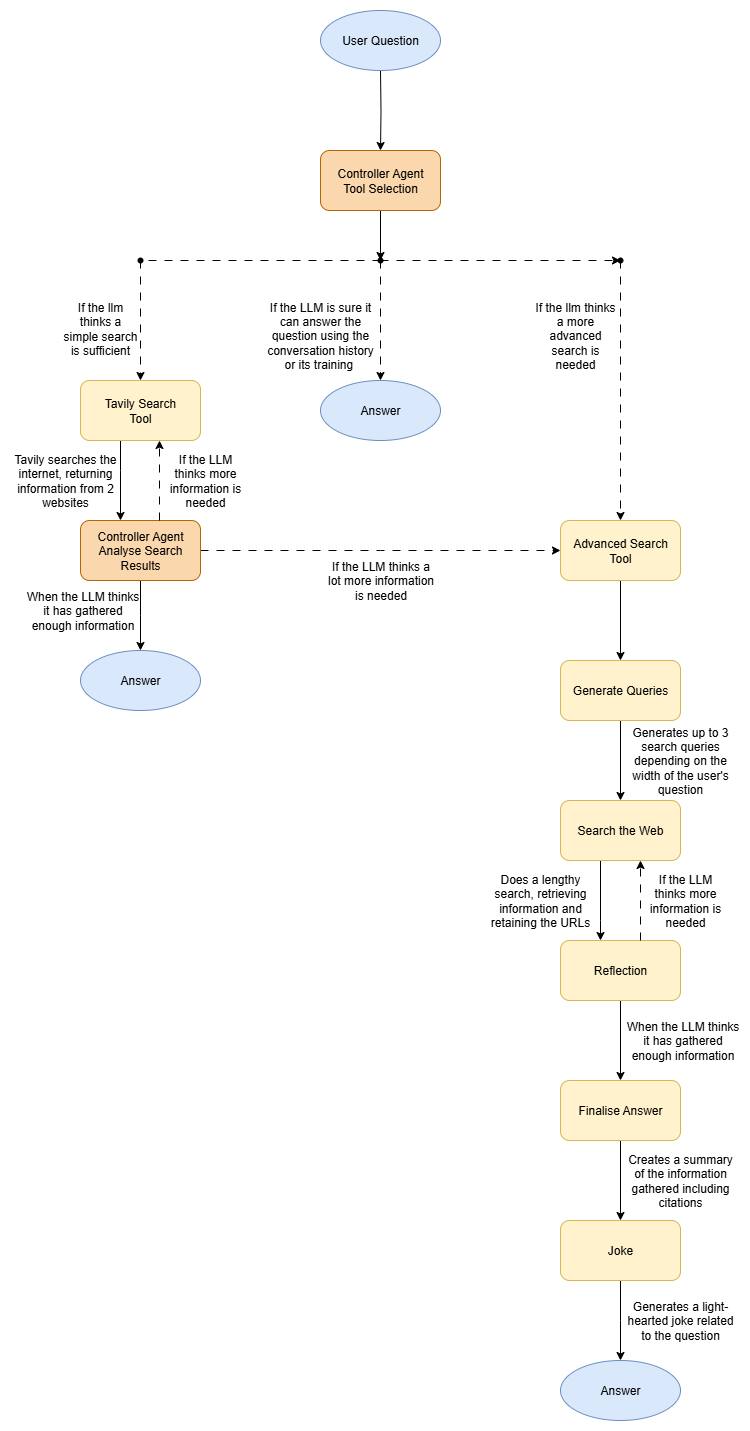 User Question
Controller Agent
Tool Selection
If the llm
thinks a
simple search
is sufficient
If the LLM is sure it
can answer the
question using the
conversation history
or its training
If the llm thinks
a more
advanced
search is
needed
Tavily Search
Tool
Answer
Tavily searches the
internet, returning
information from 2
websites
If the LLM
thinks more
information is
needed
Controller Agent
Analyse Search
Results
If the LLM thinks a
lot more information
is needed
Advanced Search
Tool
When the LLM thinks
it has gathered
enough information
Answer
Generate Queries
Generates up to 3
search queries
depending on the
width of the user's
question
Search the Web
Does a lengthy
search, retrieving
information and
retaining the URLs
If the LLM
thinks more
information is
needed
Reflection
When the LLM thinks
it has gathered
enough information
Finalise Answer
Creates a summary
of the information
gathered including
citations
Joke
Generates a light-
hearted joke related
to the question
Answer